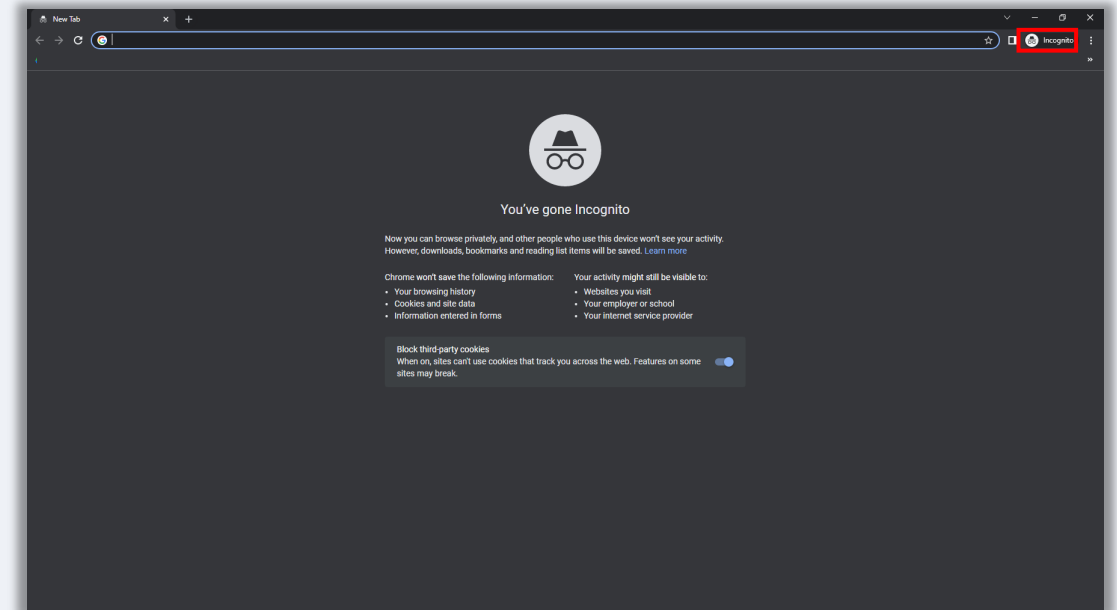 New Tab
Incognito
You've gone Incognito
Now you can browse privately, and other people who use this device won't see your activity.
However, downloads, bookmarks and reading list items will be saved. Learn more
Chrome won't save the following information:
• Your browsing history
• Cookies and site data
• Information entered in forms
Your activity might still be visible to:
• Websites you visit
• Your employer or school
• Your internet service provider
Block third-party cookies
When on, sites can't use cookies that track you across the web. Features on some
sites may break.